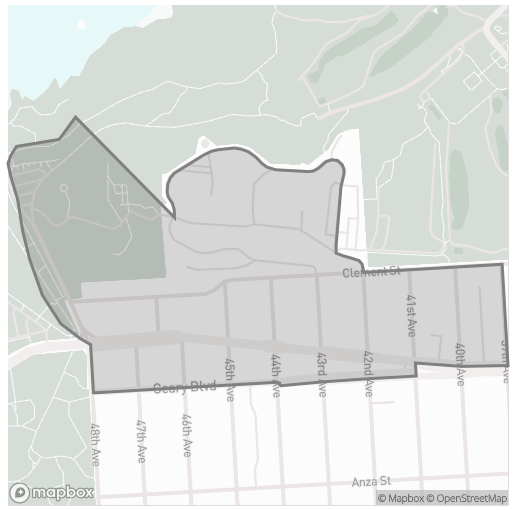 Clement St
41st Ave
40th Ave
45th Ave
44th Ave
43rd Ave
42nd Ave
Geary Blvd
48th Ave
47th Ave
46th Ave
Anza St
mapbox
© Mapbox © OpenStreetMap